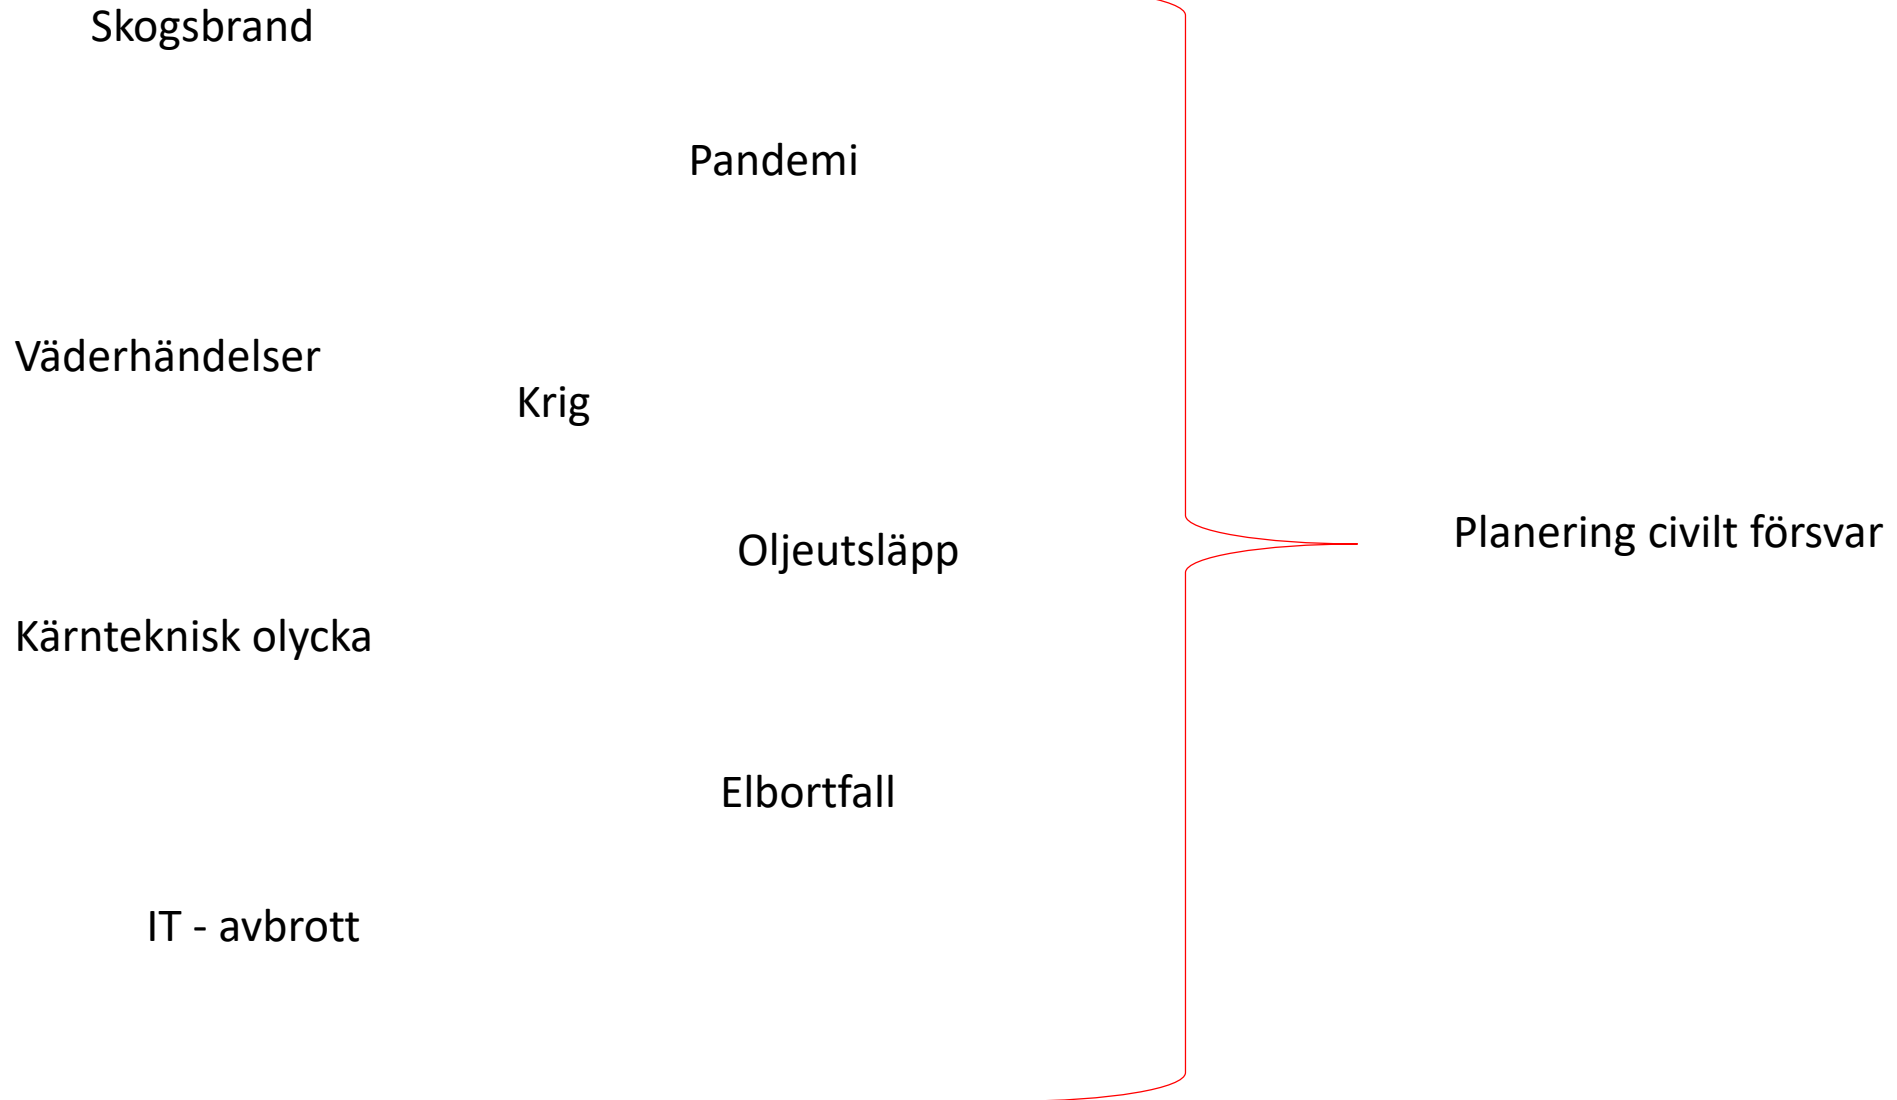 Skogsbrand
Pandemi
Väderhändelser
Krig
Oljeutsläpp
Kärnteknisk olycka
Elbortfall
IT - avbrott
Planering civilt försvar